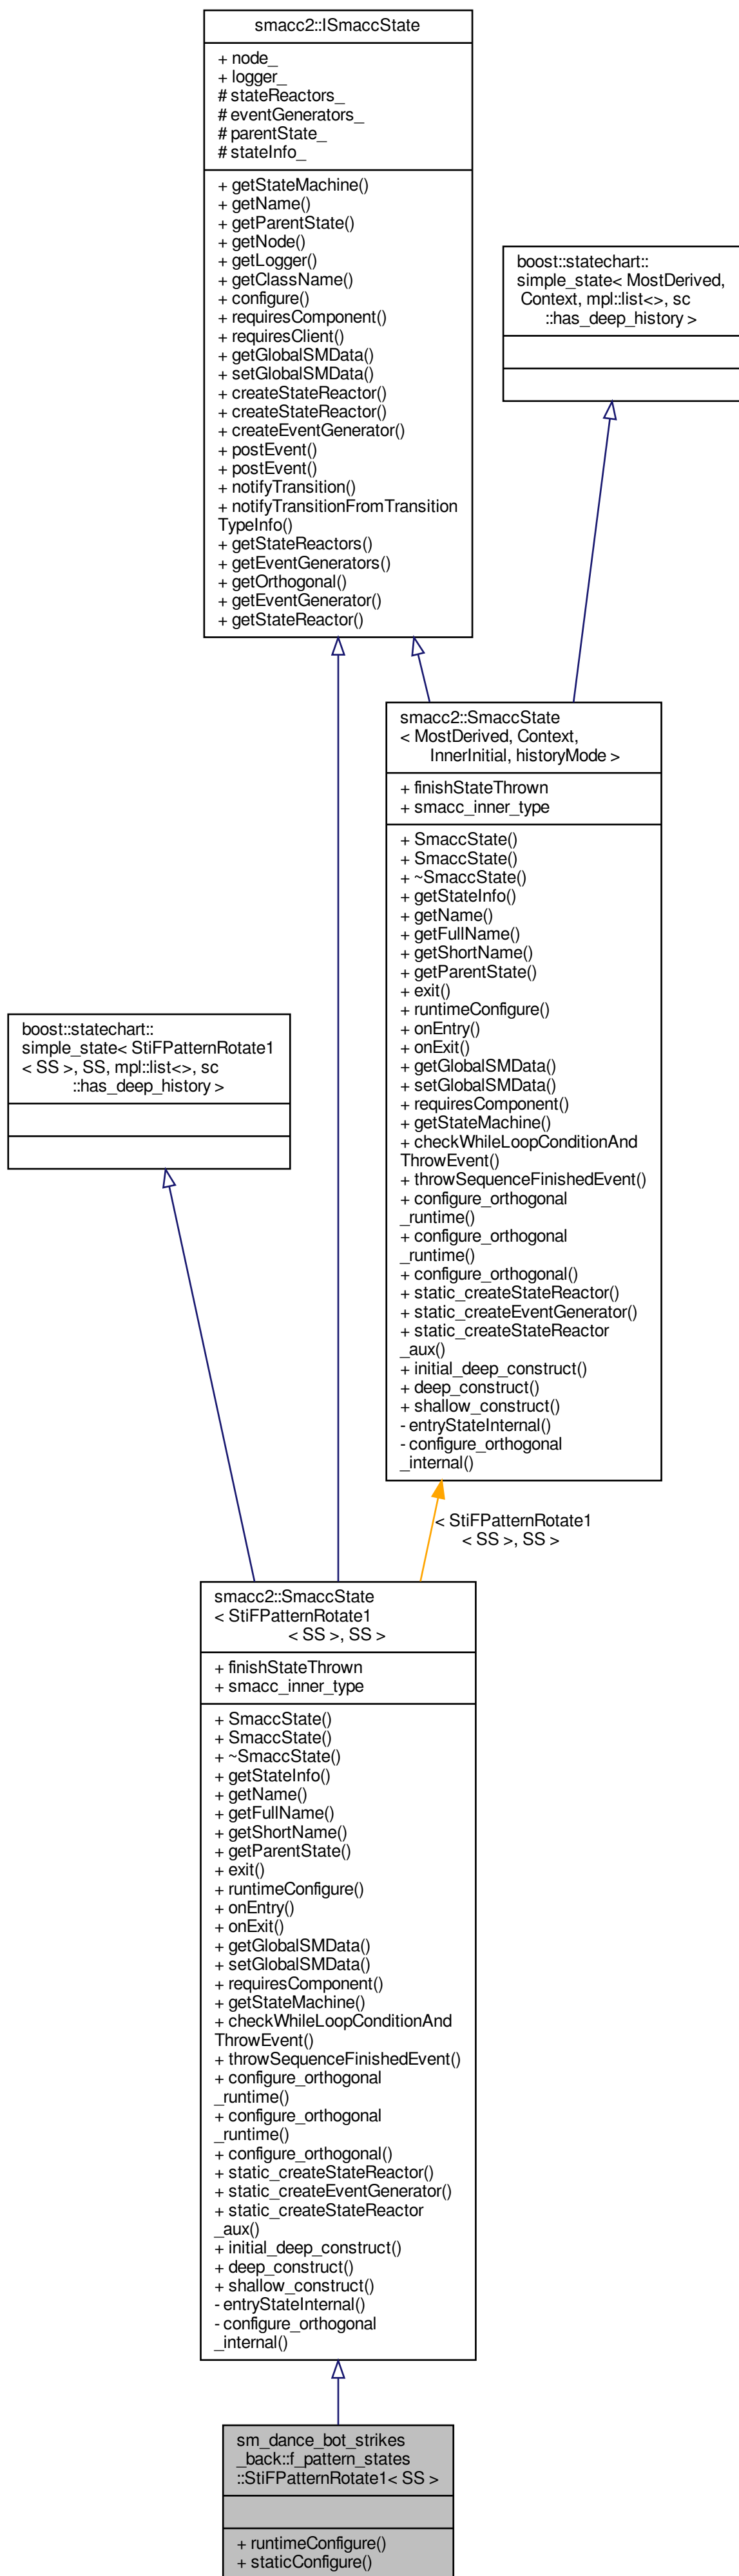 smacc2::ISmaccState
+ node_
+ logger_
# stateReactors_
# eventGenerators_
# parentState_
# stateInfo_
+ getStateMachine()
+ getName()
+ getParentState()
+ getNode()
+ getLogger()
+ getClassName()
+ configure()
+ requiresComponent()
+ requiresClient()
+ getGlobalSMData()
+ setGlobalSMData()
+ createStateReactor()
+ createStateReactor()
+ createEventGenerator()
+ postEvent()
+ postEvent()
+ notifyTransition()
+ notifyTransitionFromTransition
TypeInfo()
+ getStateReactors()
+ getEventGenerators()
+ getOrthogonal()
+ getEventGenerator()
+ getStateReactor()
boost::statechart::
simple_state< MostDerived,
Context, mpl::list<>, sc
::has_deep_history >
smacc2::SmaccState
< MostDerived, Context,
InnerInitial, historyMode >
+ finishStateThrown
+ smacc_inner_type
+ SmaccState()
+ SmaccState()
+ ~SmaccState()
+ getStateInfo()
+ getName()
+ getFullName()
+ getShortName()
+ getParentState()
+ exit()
+ runtimeConfigure()
+ onEntry()
+ onExit()
+ getGlobalSMData()
+ setGlobalSMData()
+ requiresComponent()
+ getStateMachine()
+ checkWhileLoopConditionAnd
ThrowEvent()
+ throwSequenceFinishedEvent()
+ configure_orthogonal
_runtime()
+ configure_orthogonal
_runtime()
+ configure_orthogonal()
+ static_createStateReactor()
+ static_createEventGenerator()
+ static_createStateReactor
_aux()
+ initial_deep_construct()
+ deep_construct()
+ shallow_construct()
- entryStateInternal()
- configure_orthogonal
_internal()
boost::statechart::
simple_state< StiFPatternRotate1
< SS >, SS, mpl::list<>, sc
::has_deep_history >
< StiFPatternRotate1
< SS >, SS >
smacc2::SmaccState
< StiFPatternRotate1
< SS >, SS >
+ finishStateThrown
+ smacc_inner_type
+ SmaccState()
+ SmaccState()
+ ~SmaccState()
+ getStateInfo()
+ getName()
+ getFullName()
+ getShortName()
+ getParentState()
+ exit()
+ runtimeConfigure()
+ onEntry()
+ onExit()
+ getGlobalSMData()
+ setGlobalSMData()
+ requiresComponent()
+ getStateMachine()
+ checkWhileLoopConditionAnd
ThrowEvent()
+ throwSequenceFinishedEvent()
+ configure_orthogonal
_runtime()
+ configure_orthogonal
_runtime()
+ configure_orthogonal()
+ static_createStateReactor()
+ static_createEventGenerator()
+ static_createStateReactor
_aux()
+ initial_deep_construct()
+ deep_construct()
+ shallow_construct()
- entryStateInternal()
- configure_orthogonal
_internal()
sm_dance_bot_strikes
_back::f_pattern_states
::StiFPatternRotate1< SS >
+ runtimeConfigure()
+ staticConfigure()